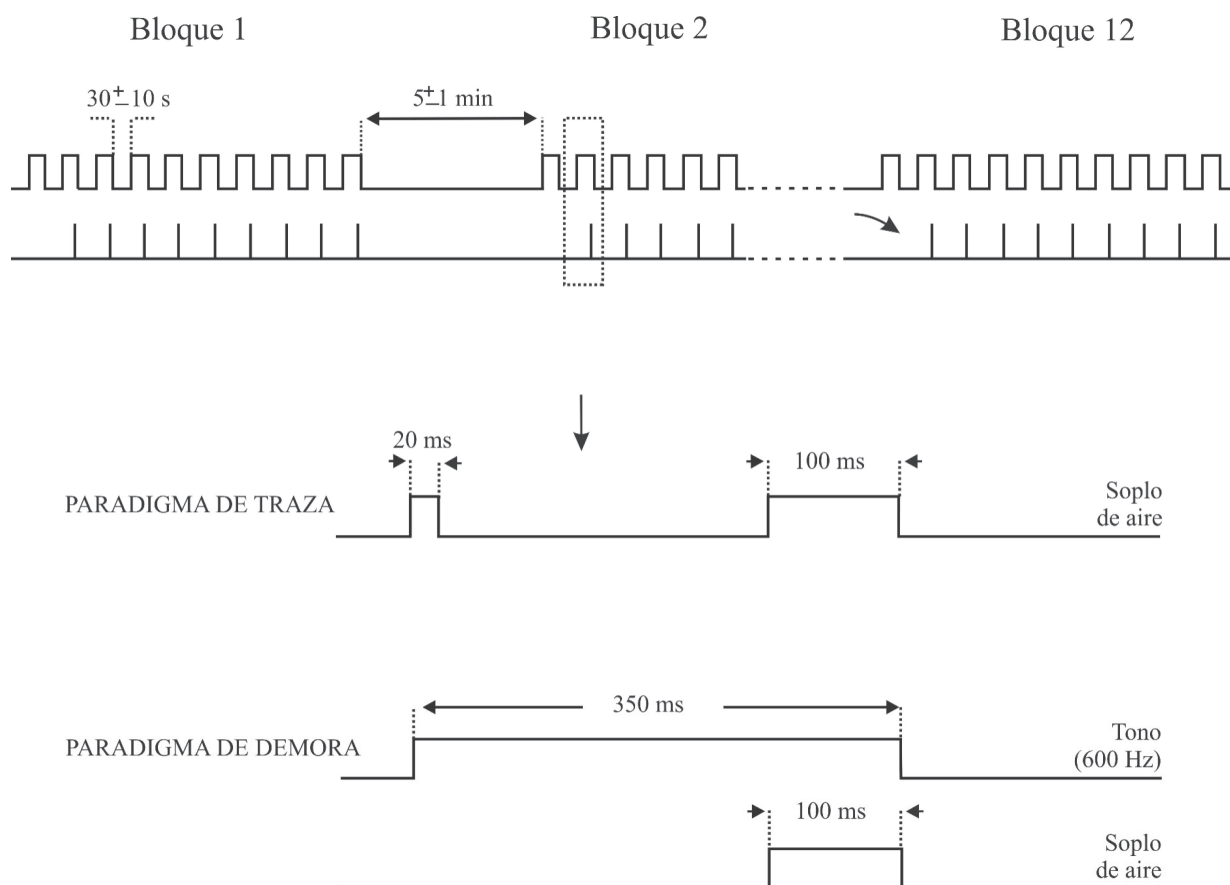 Bloque 1
Bloque 2
Bloque 12
30±10 s
5±1 min
20 ms
100 ms
PARADIGMA DE TRAZA
Soplo
de aire
350 ms
PARADIGMA DE DEMORA
Tono
(600 Hz)
100 ms
Soplo
de aire